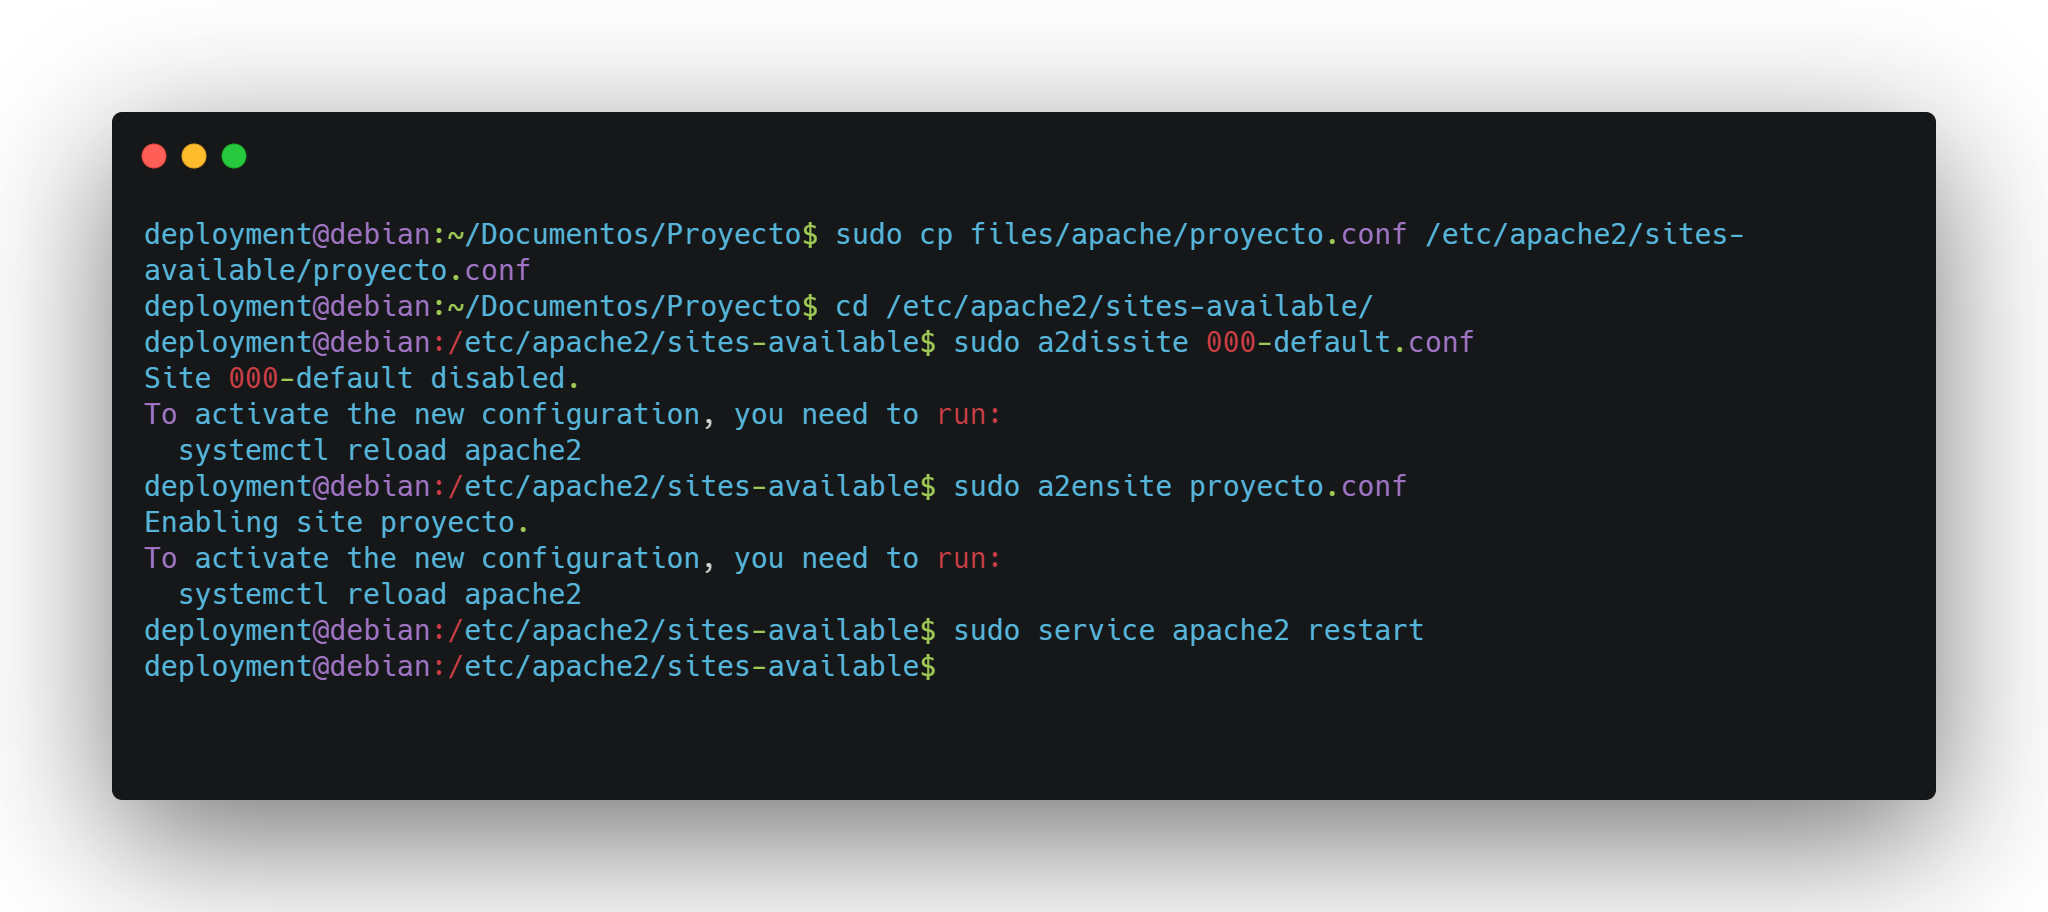 deployment@debian:~/Documentos/Proyecto$ sudo cp files/apache/proyecto.conf /etc/apache2/sites-
available/proyecto.conf
deployment@debian:~/Documentos/Proyecto$ cd /etc/apache2/sites-available/
deployment@debian:/etc/apache2/sites-available$ sudo a2dissite 000-default.conf
Site 000-default disabled.
To activate the new configuration, you need to run:
  systemctl reload apache2
deployment@debian:/etc/apache2/sites-available$ sudo a2ensite proyecto.conf
Enabling site proyecto.
To activate the new configuration, you need to run:
  systemctl reload apache2
deployment@debian:/etc/apache2/sites-available$ sudo service apache2 restart
deployment@debian:/etc/apache2/sites-available$